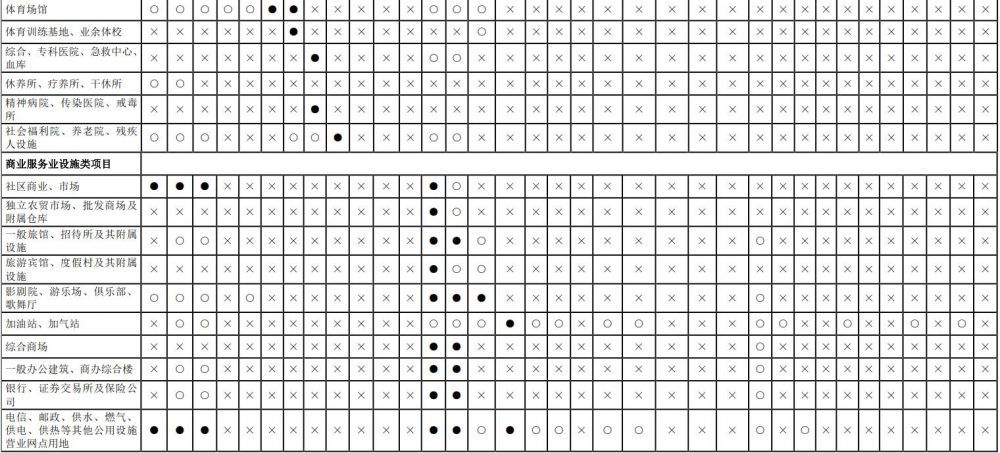 体育场馆
体育训练基地、业余体校
综合、专科医院、急救中心、
血库
休养所、疗养所、干休所
精神病院、传染医院、戒毒
所
社会福利院、养老院、残疾
人设施
商业服务业设施类项目
社区商业、市场
独立农贸市场、批发商场及
附属仓库
一般旅馆、招待所及其附属
设施
旅游宾馆、度假村及其附属
设施
影剧院、游乐场、俱乐部、
歌舞厅
加油站、加气站
综合商场
一般办公建筑、商办综合楼
银行、证券交易所及保险公
司
电信、邮政、供水、燃气、
供电、供热等其他公用设施
营业网点用地